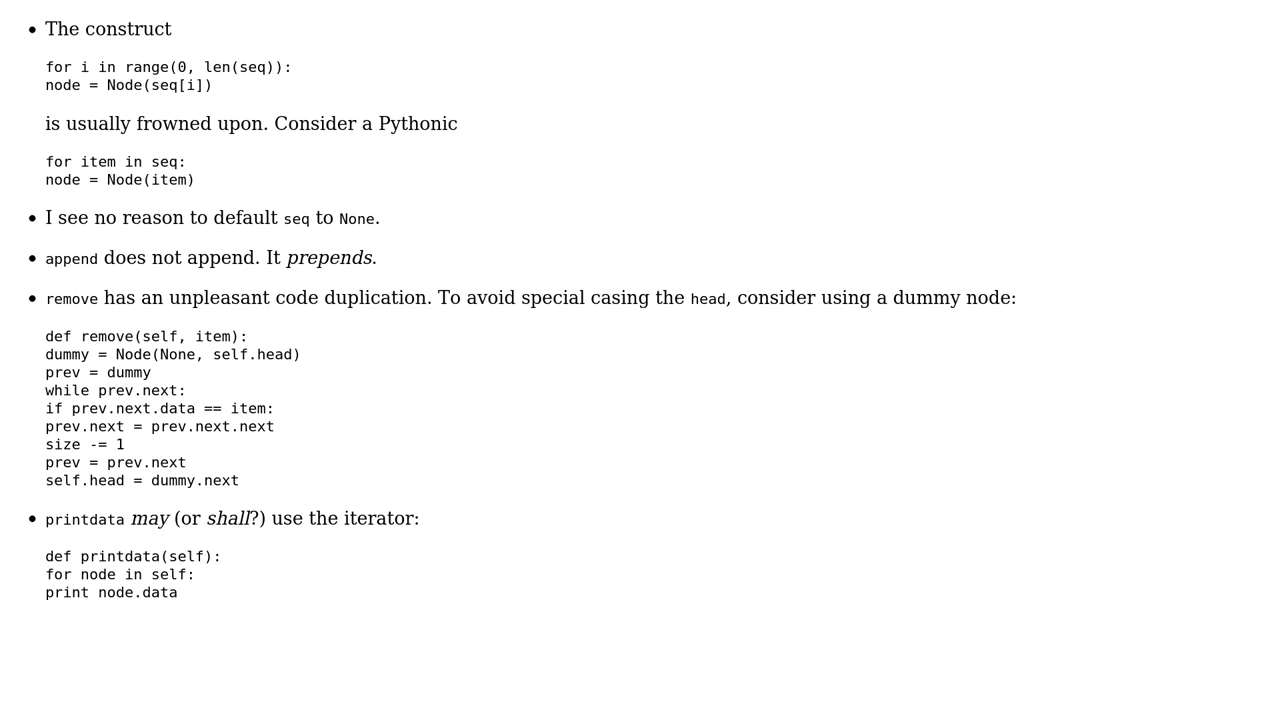 The construct
for i in range(0, len(seq)):
node = Node(seq[i])
is usually frowned upon. Consider a Pythonic
for item in seq:
node = Node(item)
I see no reason to default seq to None.
append does not append. It prepends.
remove has an unpleasant code duplication. To avoid special casing the head, consider using a dummy node:
def remove(self, item):
dummy = Node(None, self.head)
prev = dummy
while prev.next:
if prev.next.data == item:
prev.next = prev.next.next
size -= 1
prev = prev.next
self.head = dummy.next
printdata may (or shall?) use the iterator:
def printdata(self):
for node in self:
print node.data